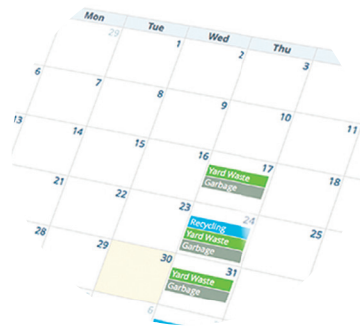 Mon Tue Wed Thu
29 1 2 3
6 7 8 9 10 11
13 14 15 16 17 18
Yard Waste
Garbage
21 22 23 24 25
Recycling
Yard Waste
Garbage
28 29 30 31
Yard Waste
Garbage
6